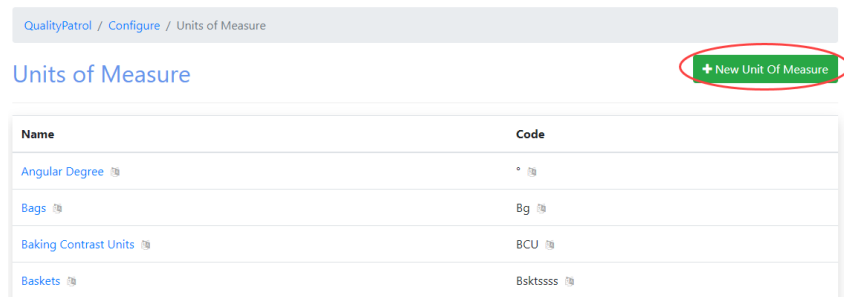 QualityPatrol / Configure / Units of Measure
Units of Measure
+ New Unit Of Measure
Name Code
Angular Degree °
Bags Bg
Baking Contrast Units BCU
Baskets Bsktssss